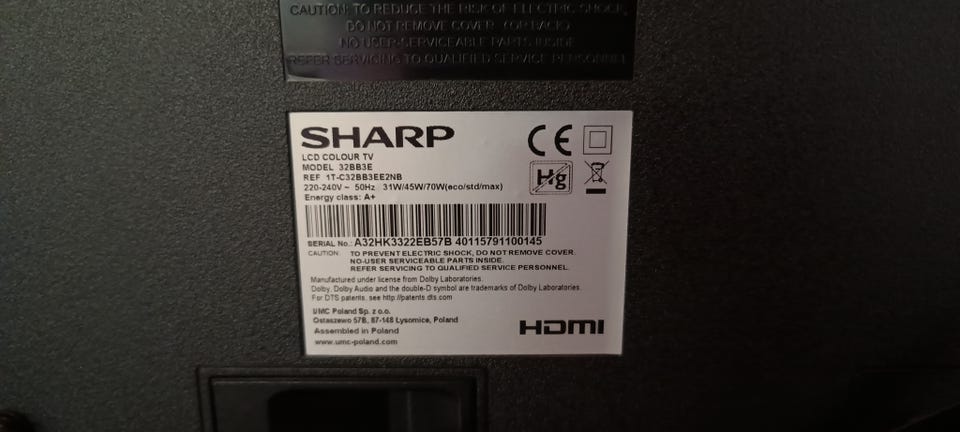 CAUTION: TO REDUCE THE RISK OF ELECTRIC SHOCK,
DO NOT REMOVE COVER (OR BACK)
NO USER-SERVICEABLE PARTS INSIDE
REFER SERVICING TO QUALIFIED SERVICE PERSONNEL
SHARP
CE
LCD COLOUR TV
MODEL 32BB3E
REF 1T-C32BB3EE2NB
Hg
220-240V ~ 50Hz 31W/45W/70W(eco/std/max)
Energy class: A+
SERIAL No.: A32HK3322EB57B 40115791100145
CAUTION: TO PREVENT ELECTRIC SHOCK, DO NOT REMOVE COVER.
NO-USER SERVICEABLE PARTS INSIDE.
REFER SERVICING TO QUALIFIED SERVICE PERSONNEL.
Manufactured under license from Dolby Laboratories.
Dolby, Dolby Audio and the double-D symbol are trademarks of Dolby Laboratories.
For DTS patents, see http://patents.dts.com
UMC Poland Sp. z o.o.
Ostaszewo 57B, 87-148 Lysomice, Poland
Assembled in Poland
www.umc-poland.com
HDMI